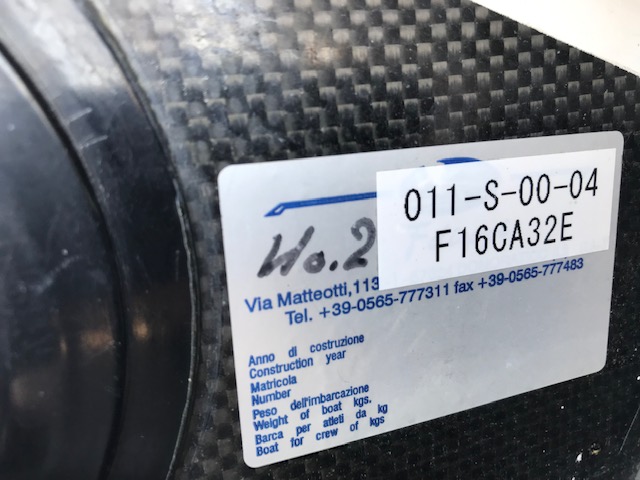 011-S-00-04
F16CA32E
No.2
Via Matteotti,113
Tel. +39-0565-777311 fax +39-0565-777483
Anno di costruzione
Construction year
Matricola
Number
Peso dell'imbarcazione
Weight of boat kgs.
Barca per atleti da kg
Boat for crew of kgs